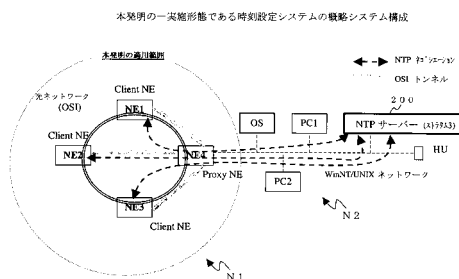 本発明の一実施形態である時刻設定システムの概略システム構成
本発明の適用範囲
NTP ネゴシエーション
OSI トンネル
光ネットワーク
(OSI)
Client NE
NE1
200
OS
PC1
NTP サーバー (ストラタム3)
Client NE
NE2
NE4
HU
Proxy NE
WinNT/UNIX ネットワーク
PC2
NE3
Client NE
N2
N1